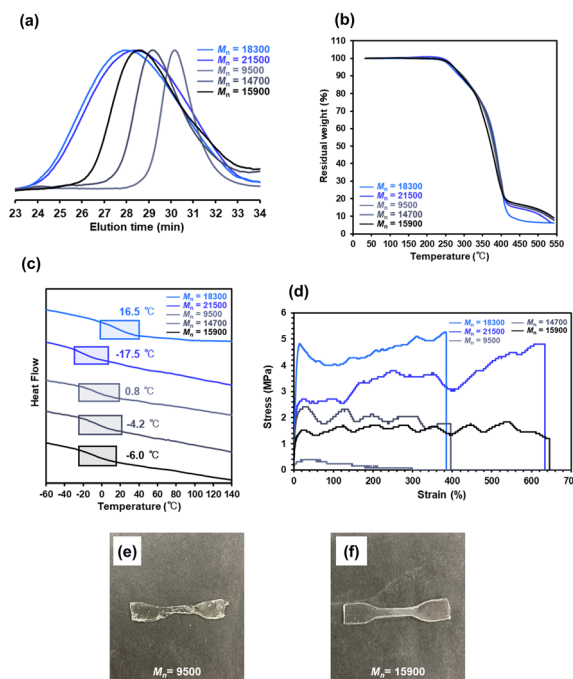 (a)
Mn = 18300
Mn = 21500
Mn = 9500
Mn = 14700
Mn = 15900
23 24 25 26 27 28 29 30 31 32 33 34
Elution time (min)
(b)
110
100
90
80
70
60
50
40
30
20
10
0
Residual weight (%)
Mn = 18300
Mn = 21500
Mn = 9500
Mn = 14700
Mn = 15900
0 50 100 150 200 250 300 350 400 450 500 550
Temperature (℃)
(c)
Mn = 18300
Mn = 21500
Mn = 9500
Mn = 14700
Mn = 15900
16.5 ℃
-17.5 ℃
0.8 ℃
-4.2 ℃
-6.0 ℃
Heat Flow
-60 -40 -20 0 20 40 60 80 100 120 140
Temperature (℃)
(d)
Mn = 18300
Mn = 21500
Mn = 9500
Mn = 14700
Mn = 15900
6
5
4
3
2
1
0
Stress (MPa)
0 100 200 300 400 500 600 700
Strain (%)
(e)
Mn = 9500
(f)
Mn = 15900